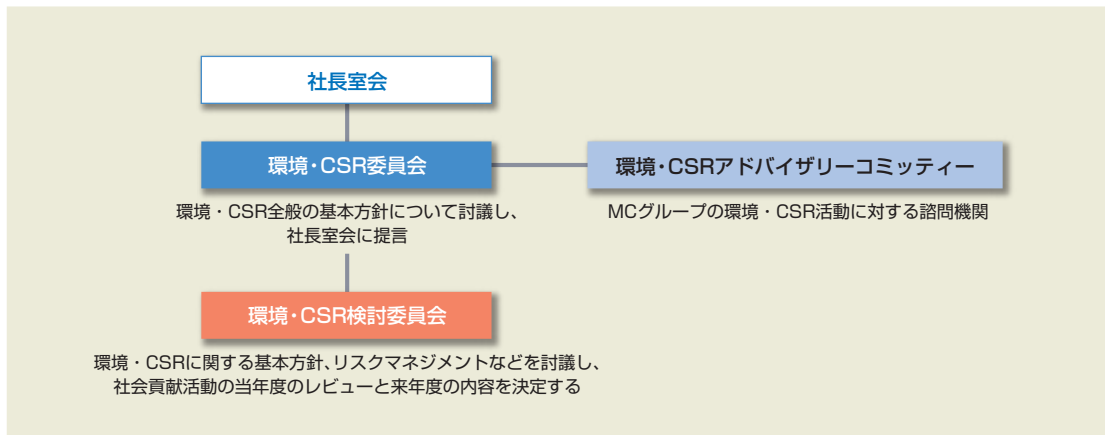 社長室会
環境・CSR委員会
環境・CSRアドバイザリーコミッティー
環境・CSR全般の基本方針について討議し、
社長室会に提言
MCグループの環境・CSR活動に対する諮問機関
環境・CSR検討委員会
環境・CSRに関する基本方針、リスクマネジメントなどを討議し、
社会貢献活動の当年度のレビューと来年度の内容を決定する